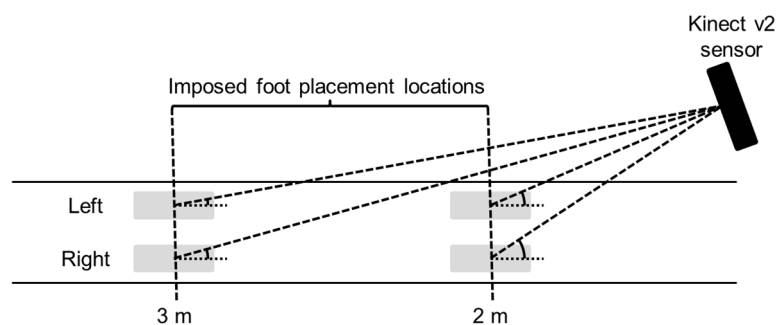 Kinect v2
sensor
Imposed foot placement locations
Left
Right
3 m
2 m